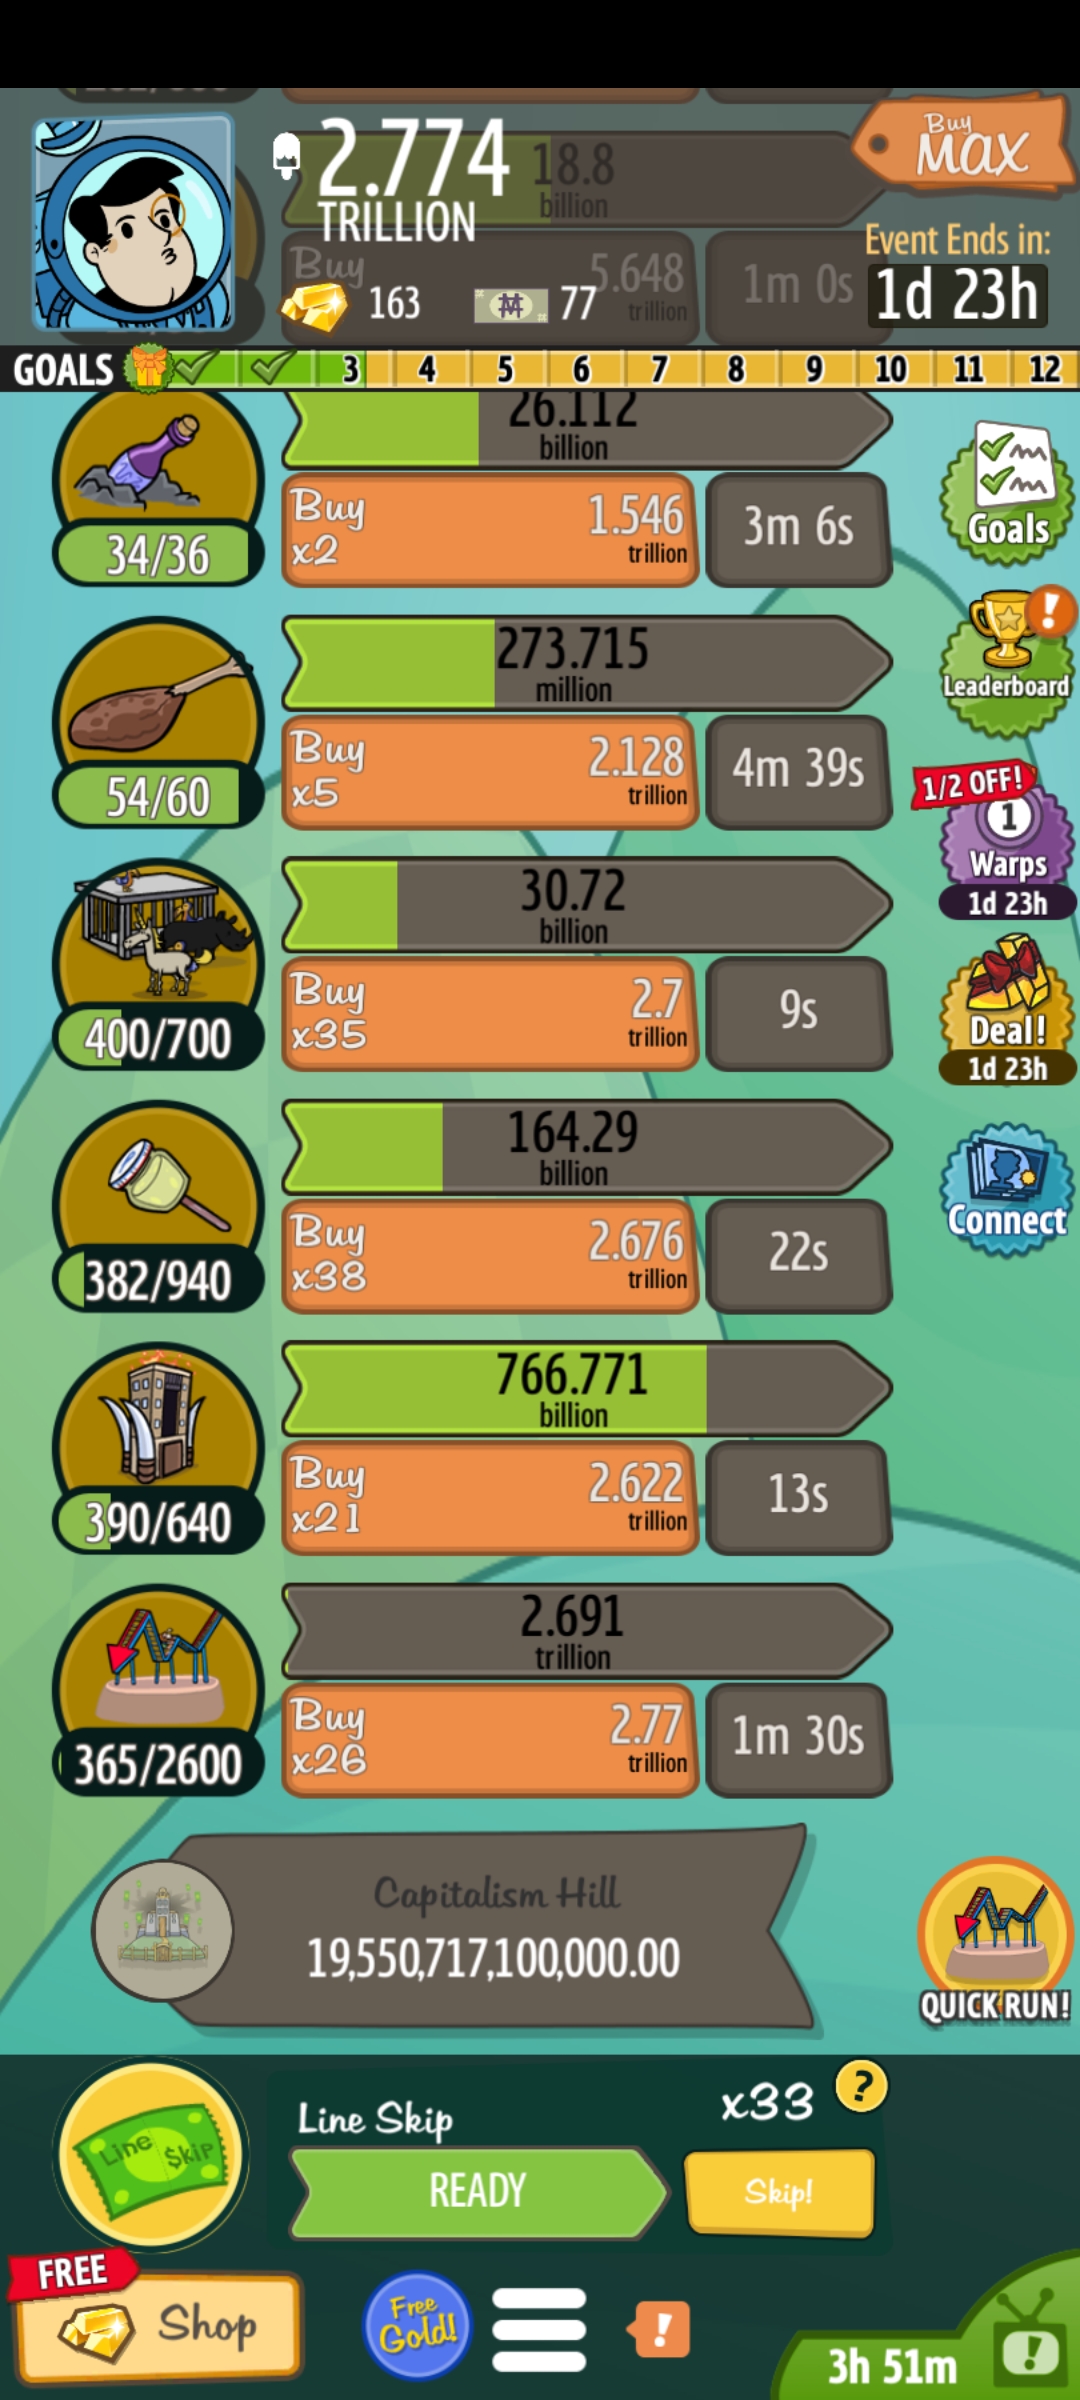 2.774
TRILLION
18.8
billion
Buy
MAX
Buy
5.648
trillion
1m 0s
163
77
Event Ends in:
1d 23h
GOALS
3 4 5 6 7 8 9 10 11 12
26.112
billion
34/36
Buy
x2
1.546
trillion
3m 6s
Goals
273.715
million
54/60
Buy
x5
2.128
trillion
4m 39s
Leaderboard
1/2 OFF!
1
Warps
1d 23h
30.72
billion
400/700
Buy
x35
2.7
trillion
9s
Deal!
1d 23h
164.29
billion
382/940
Buy
x38
2.676
trillion
22s
Connect
766.771
billion
390/640
Buy
x21
2.622
trillion
13s
2.691
trillion
365/2600
Buy
x26
2.77
trillion
1m 30s
Capitalism Hill
19,550,717,100,000.00
QUICK RUN!
Line $kip
Line Skip
x33
?
READY
Skip!
FREE
Shop
Free
Gold!
!
3h 51m
!